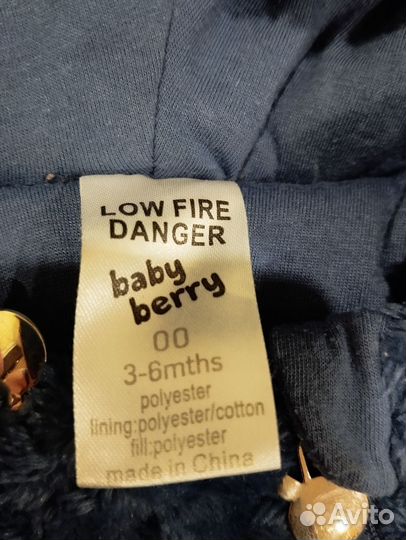 LOW FIRE
DANGER
baby
berry
00
3-6mths
polyester
lining:polyester/cotton
fill:polyester
made in China
Avito